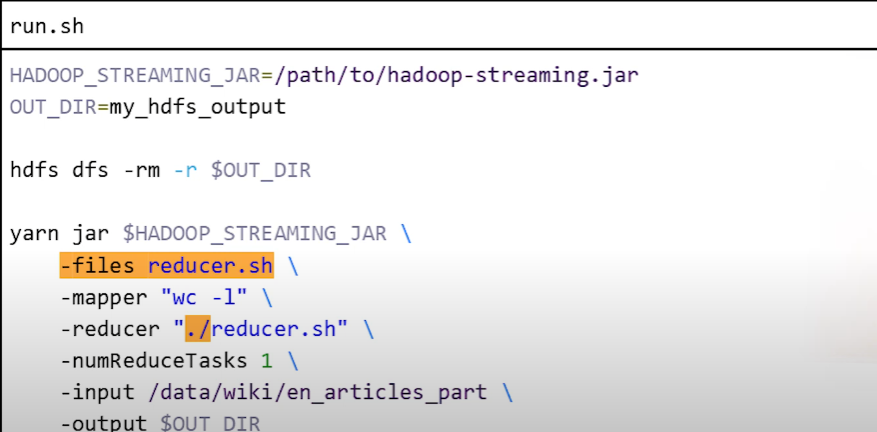 run.sh
HADOOP_STREAMING_JAR=/path/to/hadoop-streaming.jar
OUT_DIR=my_hdfs_output
hdfs dfs -rm -r $OUT_DIR
yarn jar $HADOOP_STREAMING_JAR \
-files reducer.sh \
-mapper "wc -l" \
-reducer "./reducer.sh" \
-numReduceTasks 1 \
-input /data/wiki/en_articles_part \
-output $OUT_DIR